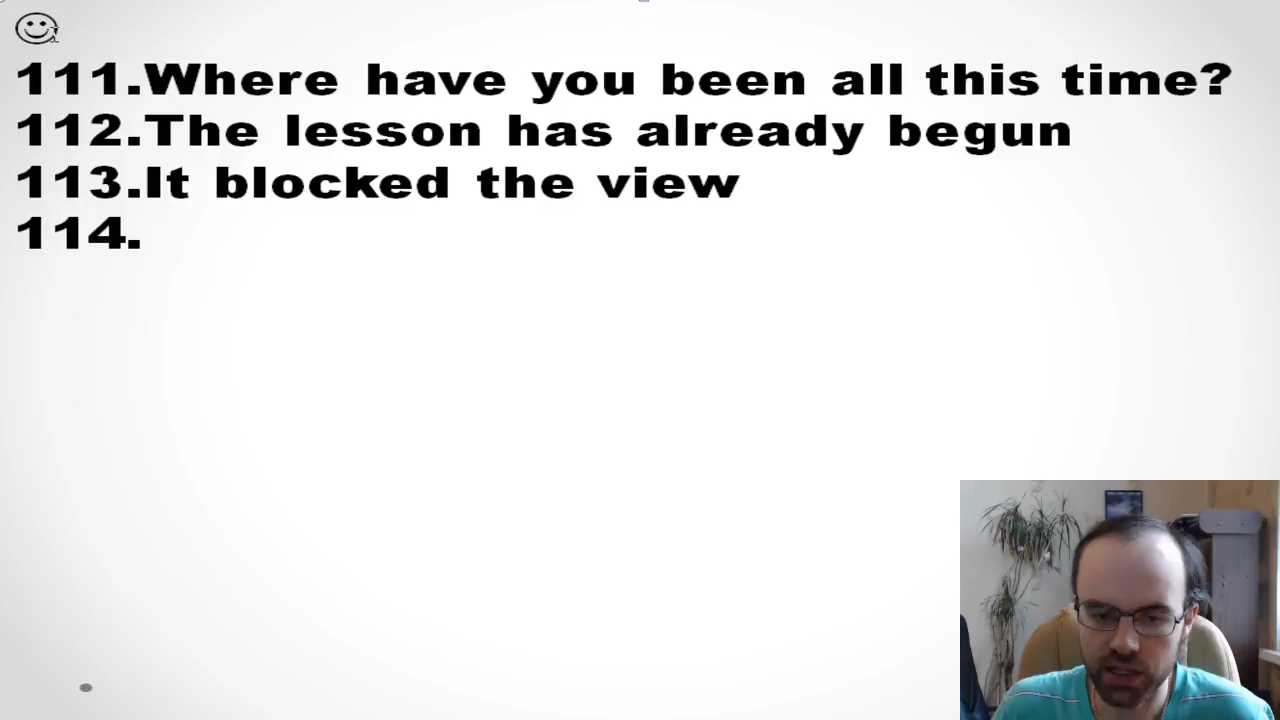 111.Where have you been all this time?
112.The lesson has already begun
113.It blocked the view
114.